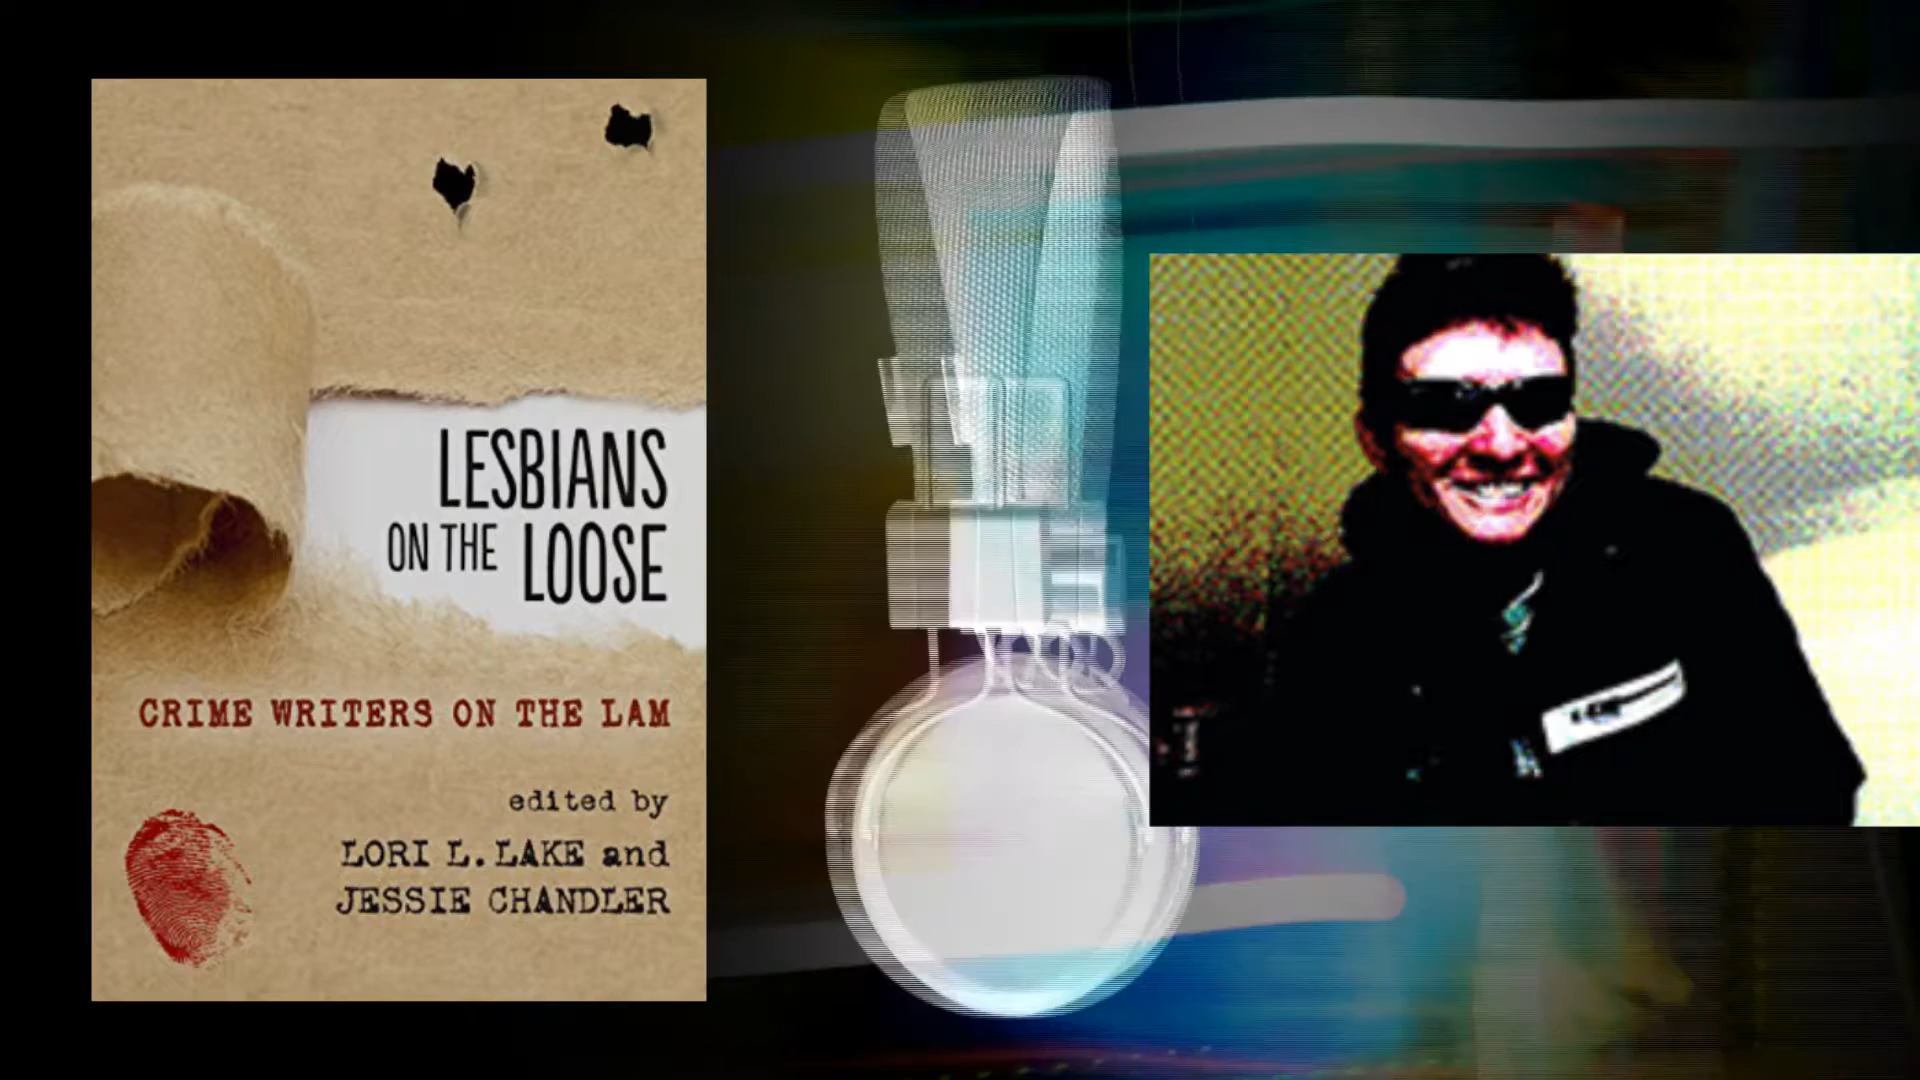 LESBIANS
ON THE LOOSE
CRIME WRITERS ON THE LAM
edited by
LORI L. LAKE and
JESSIE CHANDLER